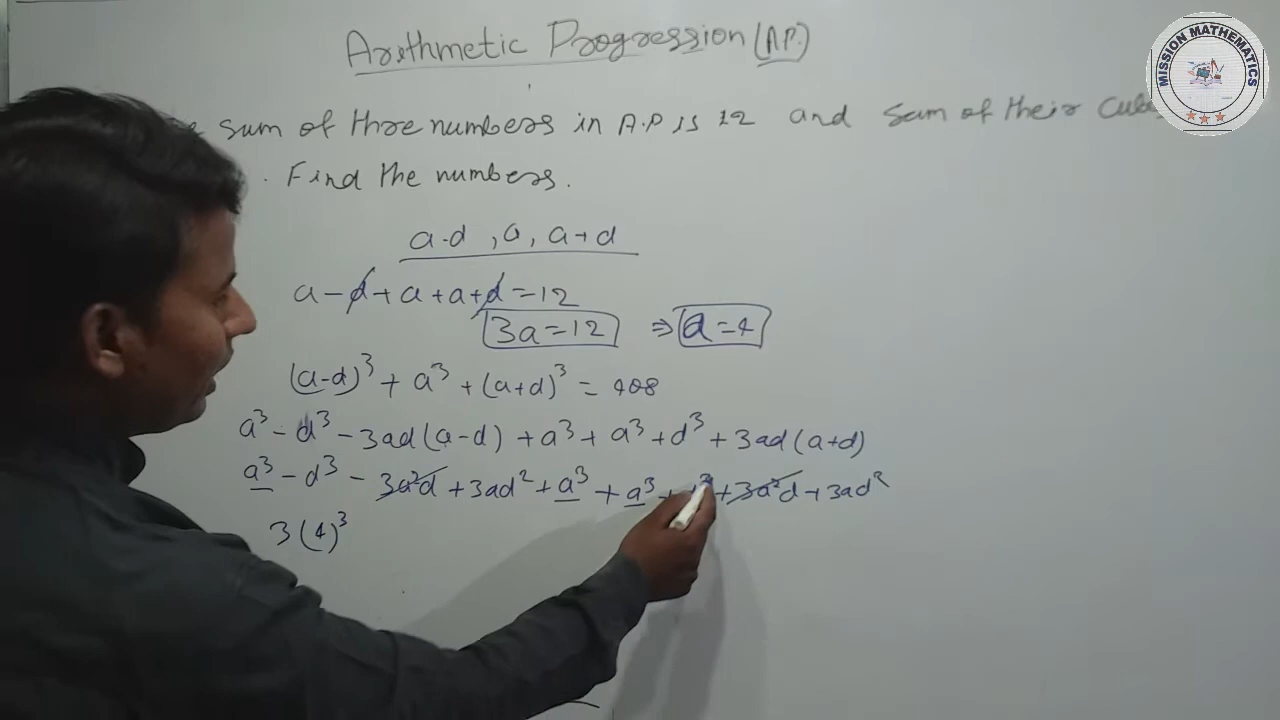 Arithmetic Progression (A.P.)
MISSION MATHEMATICS
sum of three numbers in A.P is 12 and sum of their
. Find the numbers.
a-d , a, a+d
a-d+a+a+d=12
3a=12 ⇒ a=4
(a-d)³ + a³ + (a+d)³ = 408
a³ - d³ - 3ad(a-d) + a³ + a³ + d³ + 3ad(a+d)
a³ - d³ - 3a²d + 3ad² + a³ + a³ + + 3a²d + 3ad²
3(4)³